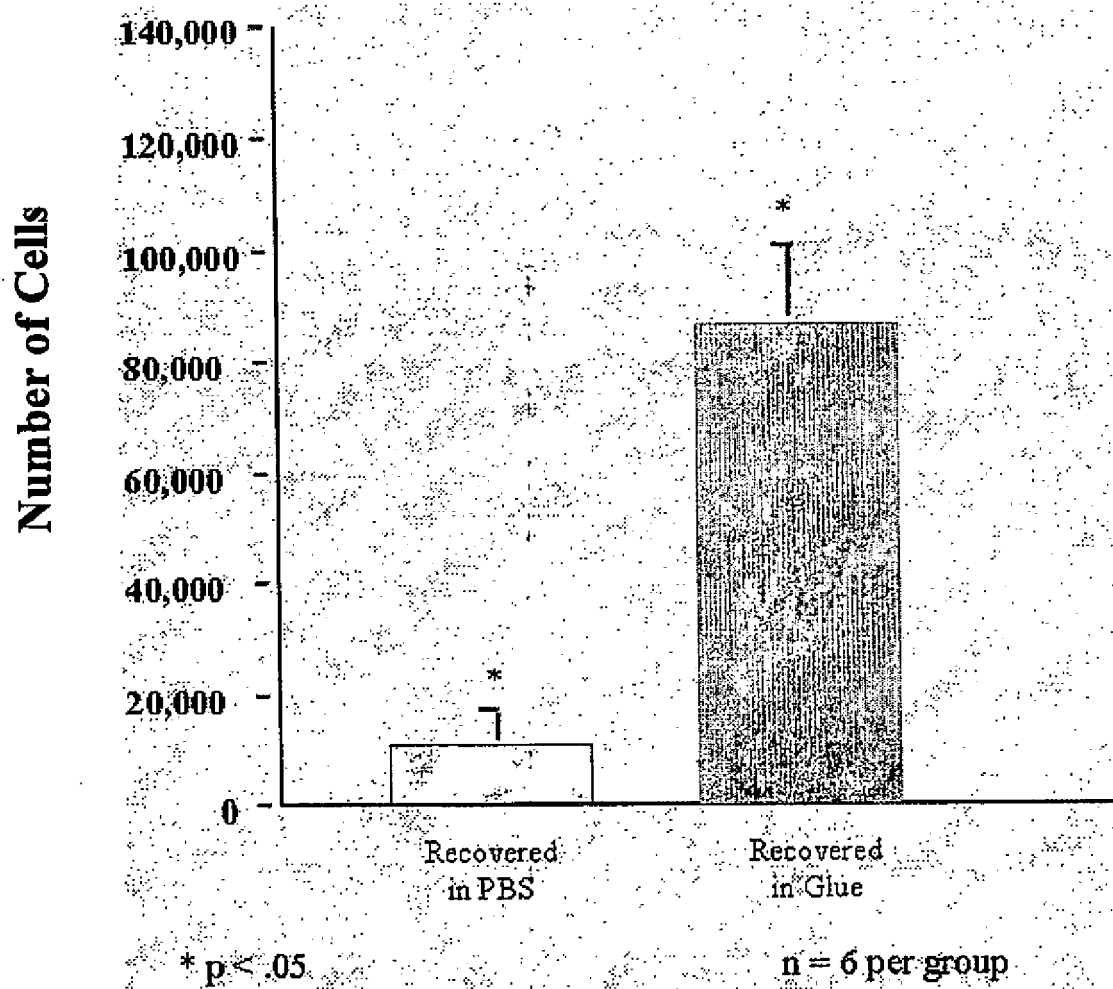 Number of Cells
140,000
120,000
100,000
80,000
60,000
40,000
20,000
0
*
*
Recovered
in PBS
Recovered
in Glue
* p < .05
n = 6 per group